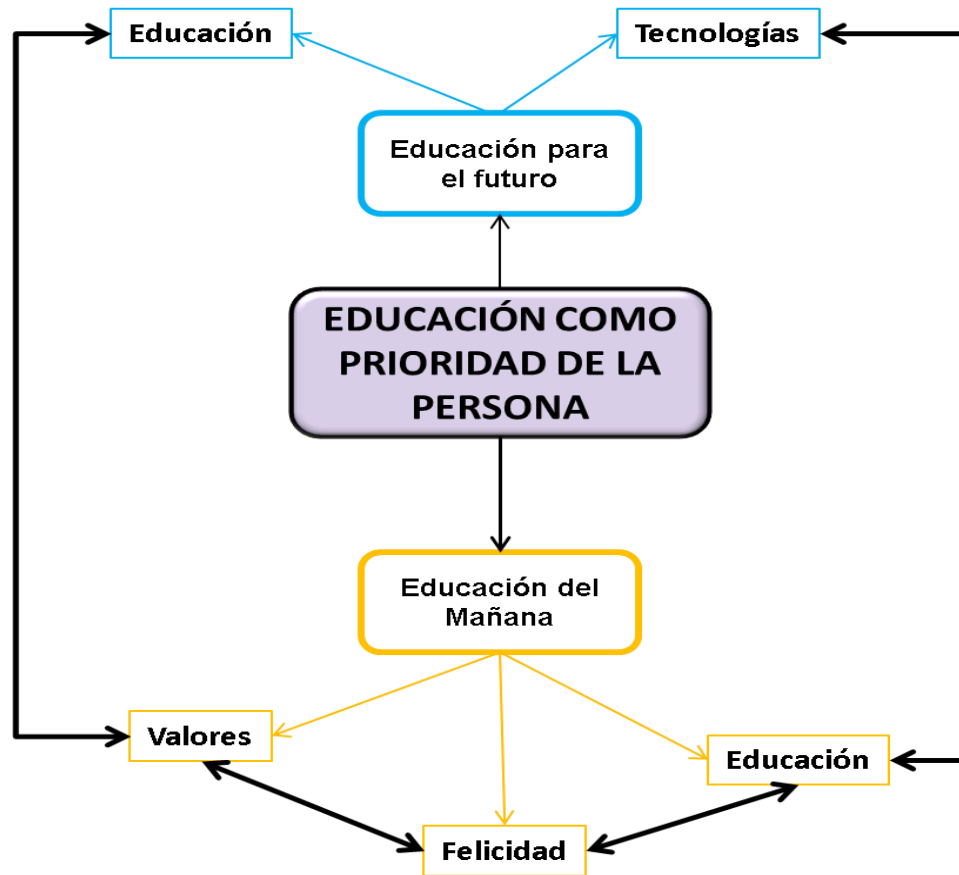 Educación
Tecnologías
Educación para
el futuro
EDUCACIÓN COMO
PRIORIDAD DE LA
PERSONA
Educación del
Mañana
Valores
Educación
Felicidad